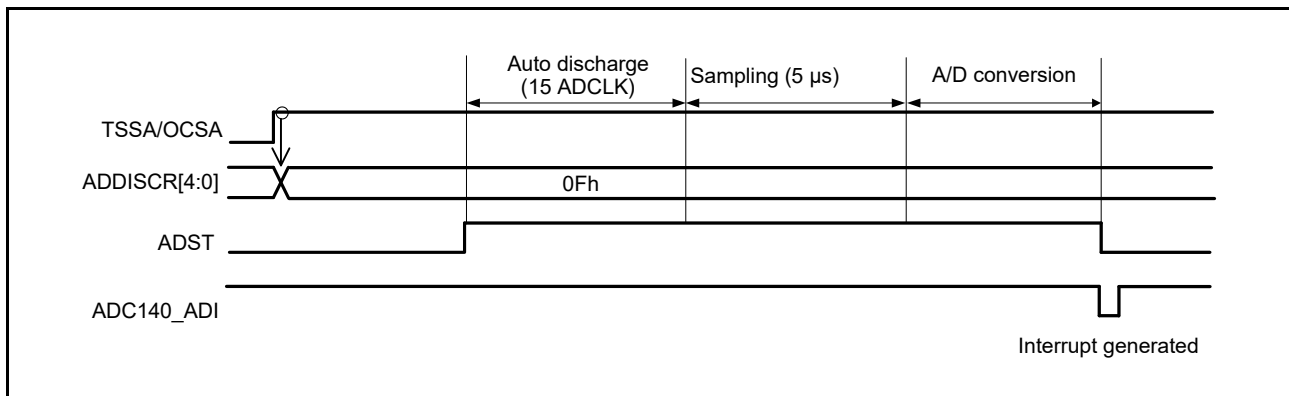 Auto discharge
(15 ADCLK)
Sampling (5 µs)
A/D conversion
TSSA/OCSA
ADDISCR[4:0]
0Fh
ADST
ADC140_ADI
Interrupt generated